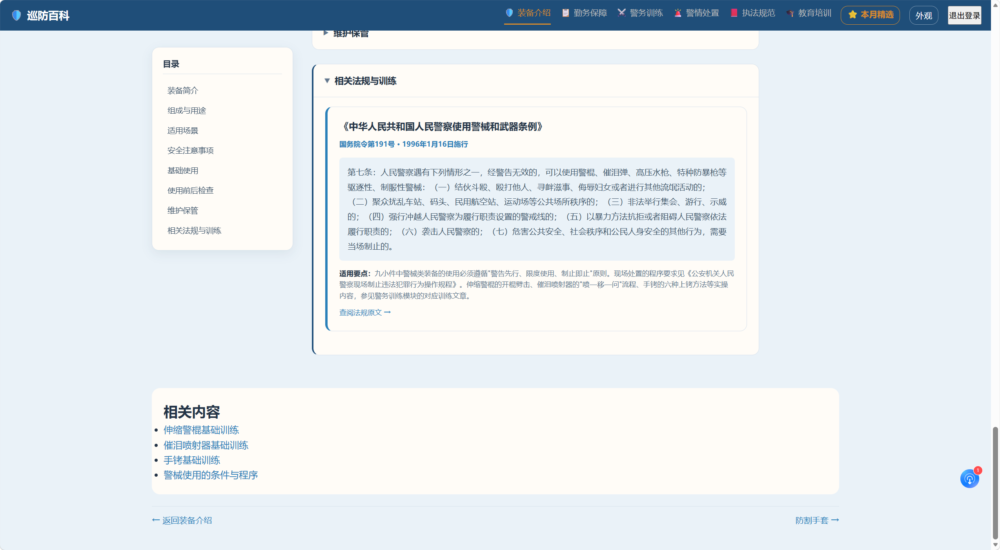 巡防百科
装备介绍
勤务保障
警务训练
警情处置
执法规范
教育培训
本月精选
外观
退出登录
维护保管
目录
装备简介
组成与用途
适用场景
安全注意事项
基础使用
使用前后检查
维护保管
相关法规与训练
相关法规与训练
《中华人民共和国人民警察使用警械和武器条例》
国务院令第191号 • 1996年1月16日施行
第七条：人民警察遇有下列情形之一，经警告无效的，可以使用警棍、催泪弹、高压水枪、特种防暴枪等
驱逐性、制服性警械：（一）结伙斗殴、殴打他人、寻衅滋事、侮辱妇女或者进行其他流氓活动的；
（二）聚众扰乱车站、码头、民用航空站、运动场等公共场所秩序的；（三）非法举行集会、游行、示威
的；（四）强行冲越人民警察为履行职责设置的警戒线的；（五）以暴力方法抗拒或者阻碍人民警察依法
履行职责的；（六）袭击人民警察的；（七）危害公共安全、社会秩序和公民人身安全的其他行为，需要
当场制止的。
适用要点：九小件中警械类装备的使用必须遵循"警告先行、限度使用、制止即止"原则。现场处置的程序要求见《公安机关人民
警察现场制止违法犯罪行为操作规程》。伸缩警棍的开棍劈击、催泪喷射器的"喷—移—问"流程、手铐的六种上铐方法等实操
内容，参见警务训练模块的对应训练文章。
查阅法规原文 →
相关内容
• 伸缩警棍基础训练
• 催泪喷射器基础训练
• 手铐基础训练
• 警械使用的条件与程序
1
← 返回装备介绍
防割手套 →